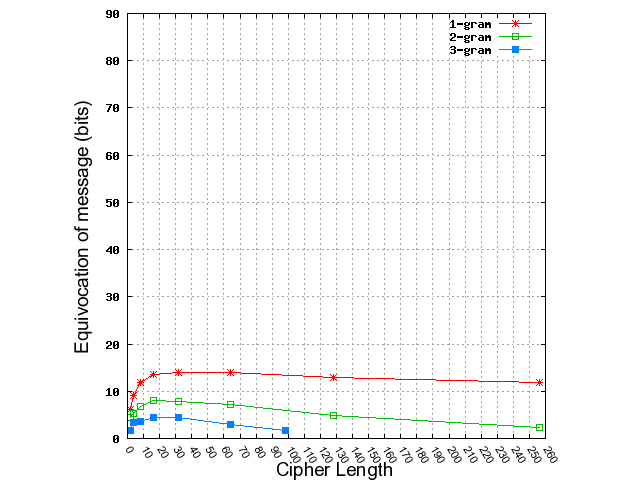 90
80
70
60
50
40
30
20
10
0
Equivocation of message (bits)
1-gram
2-gram
3-gram
0 10 20 30 40 50 60 70 80 90 100 110 120 130 140 150 160 170 180 190 200 210 220 230 240 250 260
Cipher Length